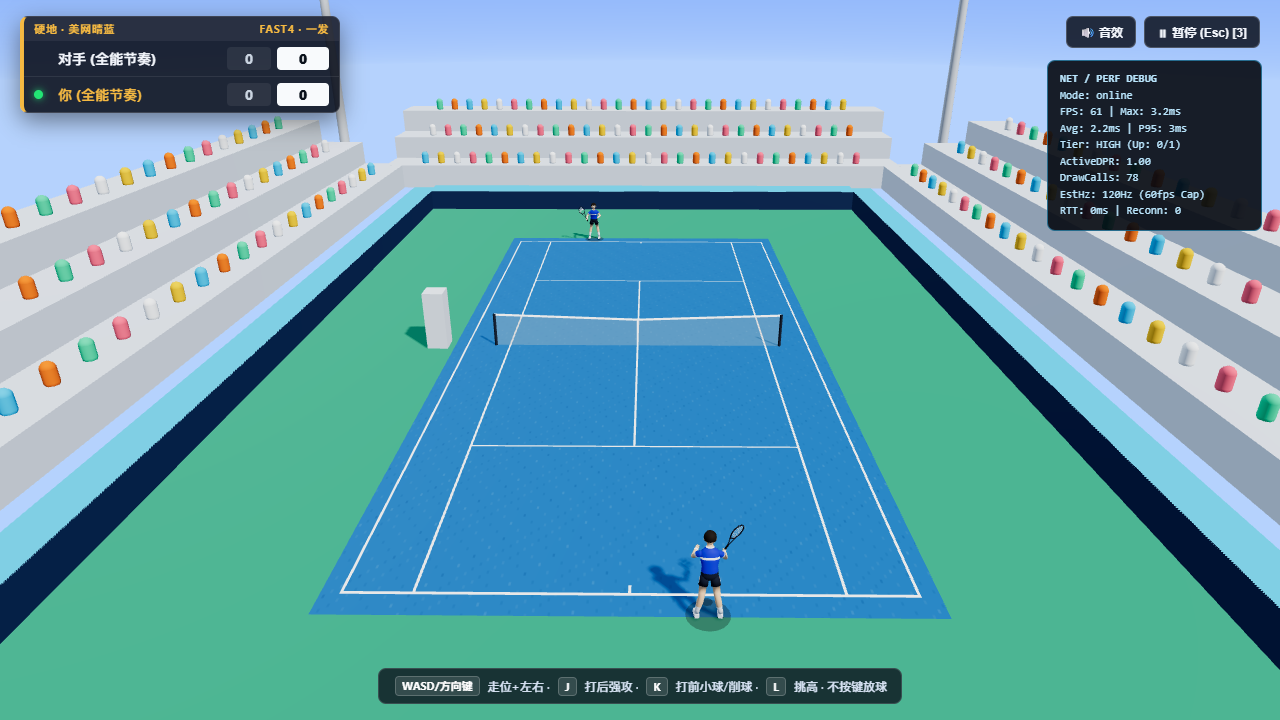 硬地 · 美网晴蓝 FAST4 · 一发
对手 (全能节奏) 0 0
你 (全能节奏) 0 0
音效 暂停 (Esc) [3]
NET / PERF DEBUG
Mode: online
FPS: 61 | Max: 3.2ms
Avg: 2.2ms | P95: 3ms
Tier: HIGH (Up: 0/1)
ActiveDPR: 1.00
DrawCalls: 78
EstHz: 120Hz (60fps Cap)
RTT: 0ms | Reconn: 0
WASD/方向键 走位+左右 · J 打后强攻 · K 打前小球/削球 · L 挑高 · 不按键放球